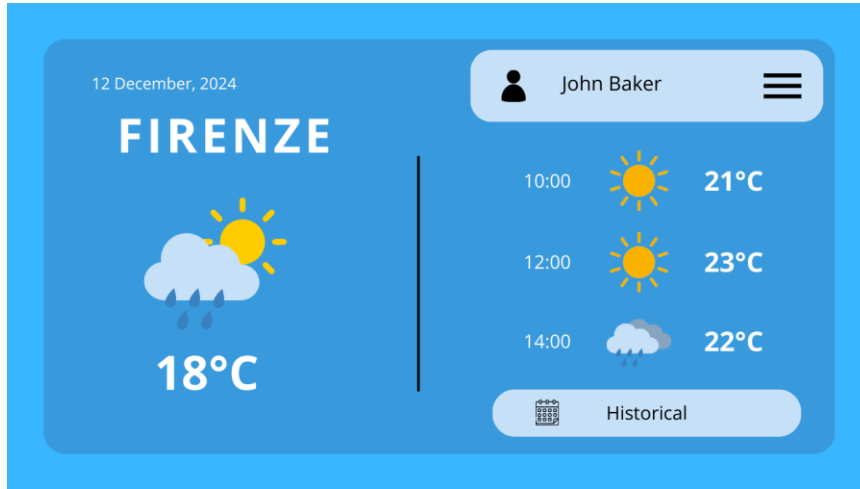 12 December, 2024
FIRENZE
18°C
John Baker
10:00 21°C
12:00 23°C
14:00 22°C
Historical